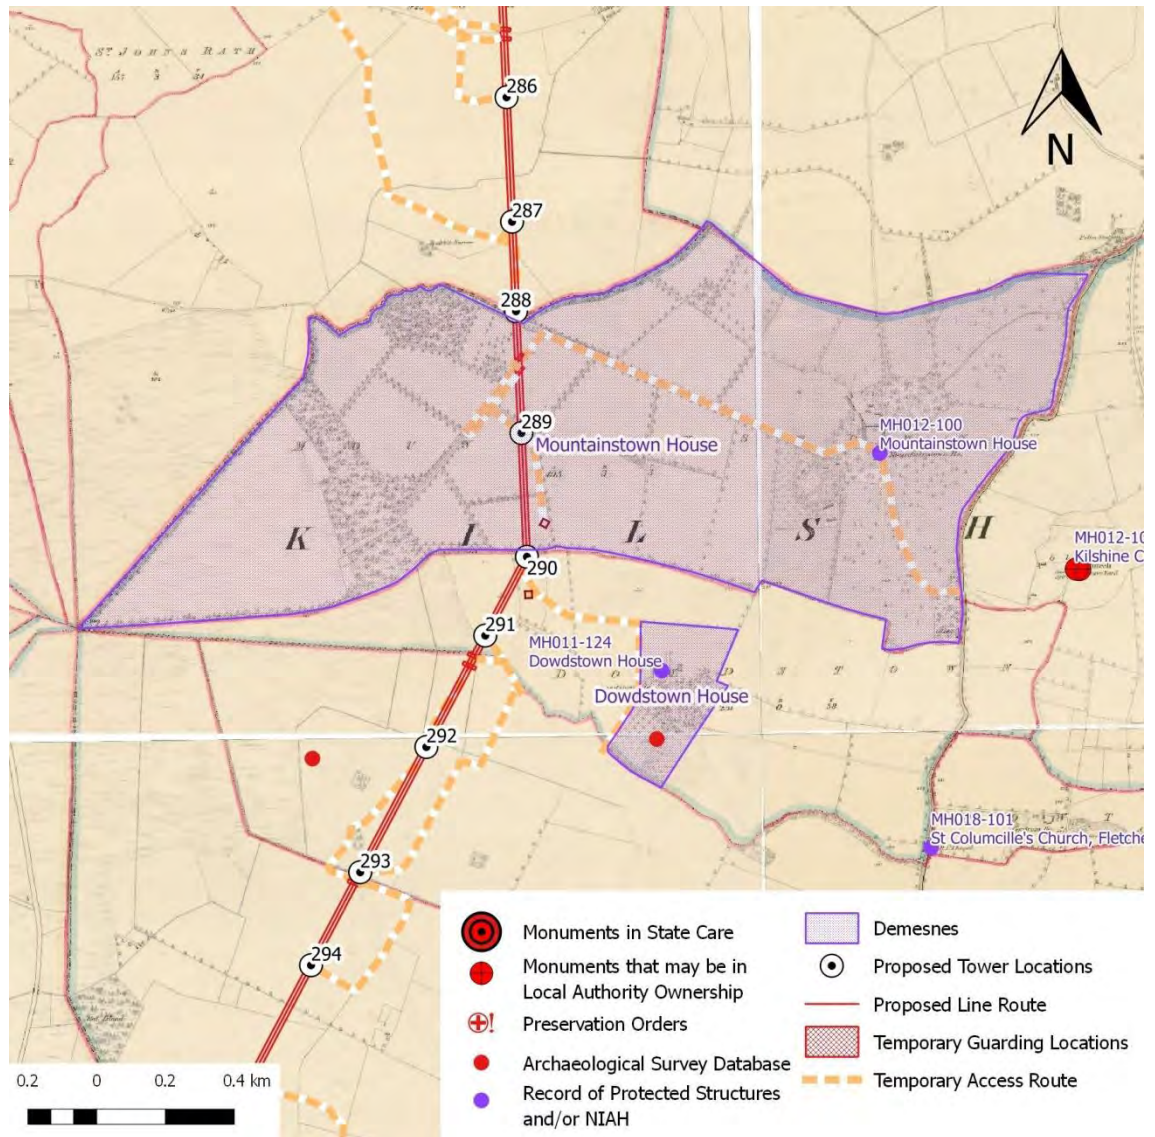 ST JOHNS RATH
286
287
288
289
Mountainstown House
MH012-100
Mountainstown House
K I L S H
MH012-10
Kilshine C
290
291
MH011-124
Dowdstown House
Dowdstown House
292
293
294
MH018-101
St Columcille's Church, Fletche
N
Monuments in State Care
Monuments that may be in
Local Authority Ownership
Preservation Orders
Archaeological Survey Database
Record of Protected Structures
and/or NIAH
Demesnes
Proposed Tower Locations
Proposed Line Route
Temporary Guarding Locations
Temporary Access Route
0.2 0 0.2 0.4 km